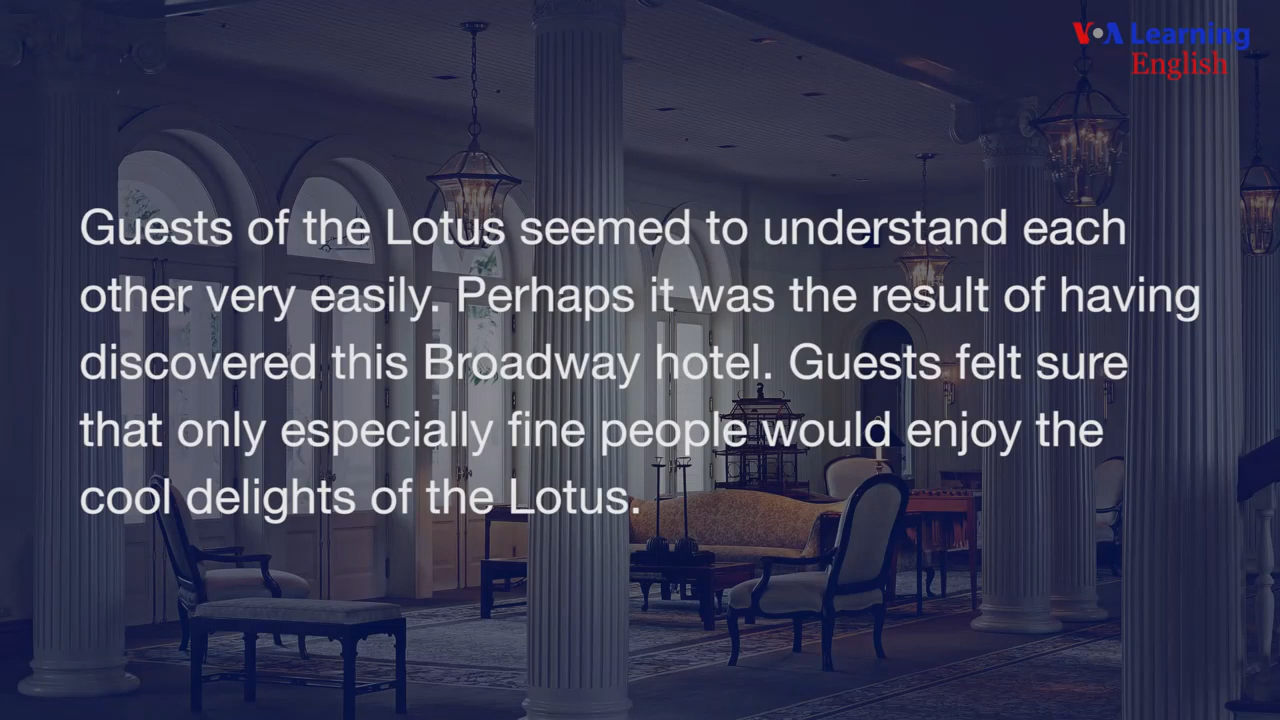 VOA Learning
English
Guests of the Lotus seemed to understand each
other very easily. Perhaps it was the result of having
discovered this Broadway hotel. Guests felt sure
that only especially fine people would enjoy the
cool delights of the Lotus.